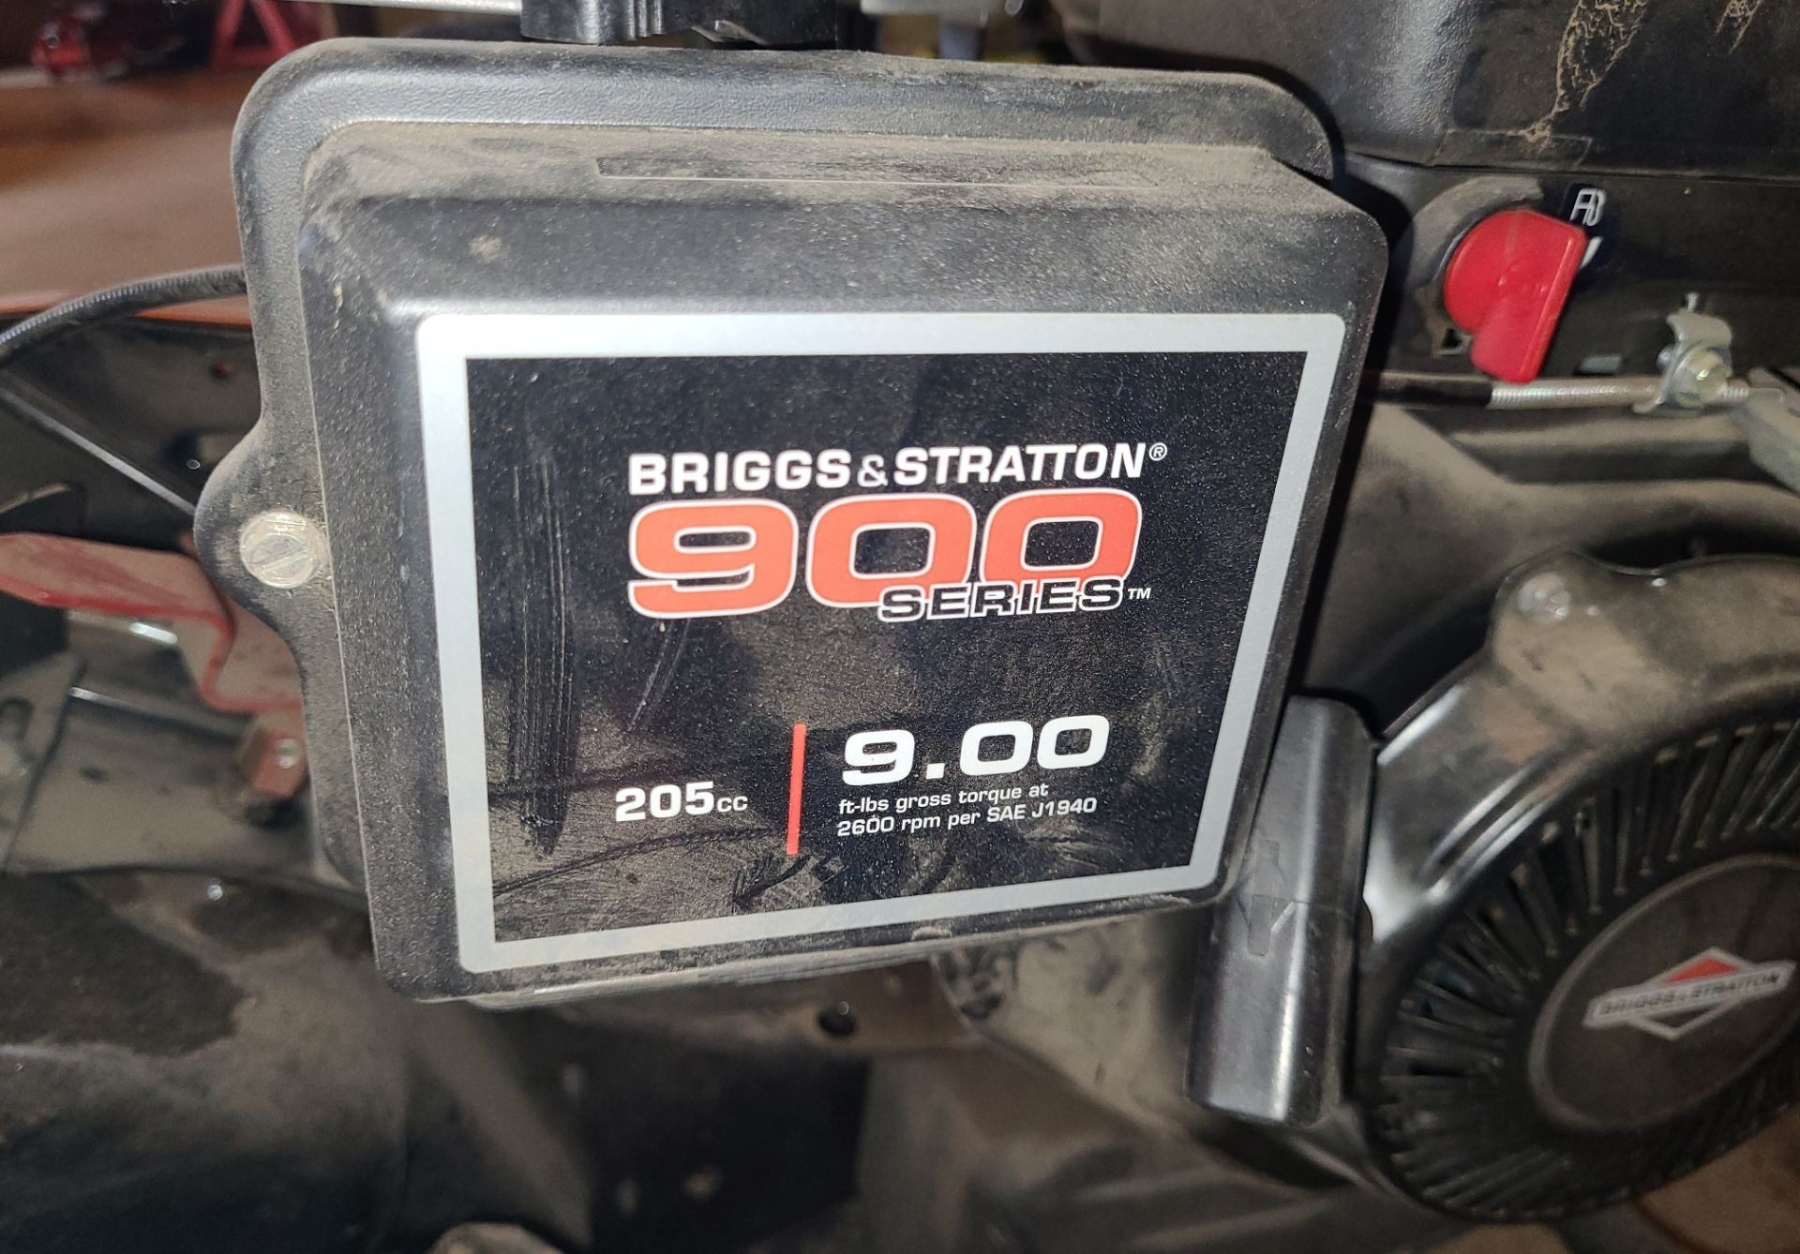 BRIGGS & STRATTON®
900
SERIES™
205cc
9.00
ft-lbs gross torque at
2600 rpm per SAE J1940
BRIGGS & STRATTON